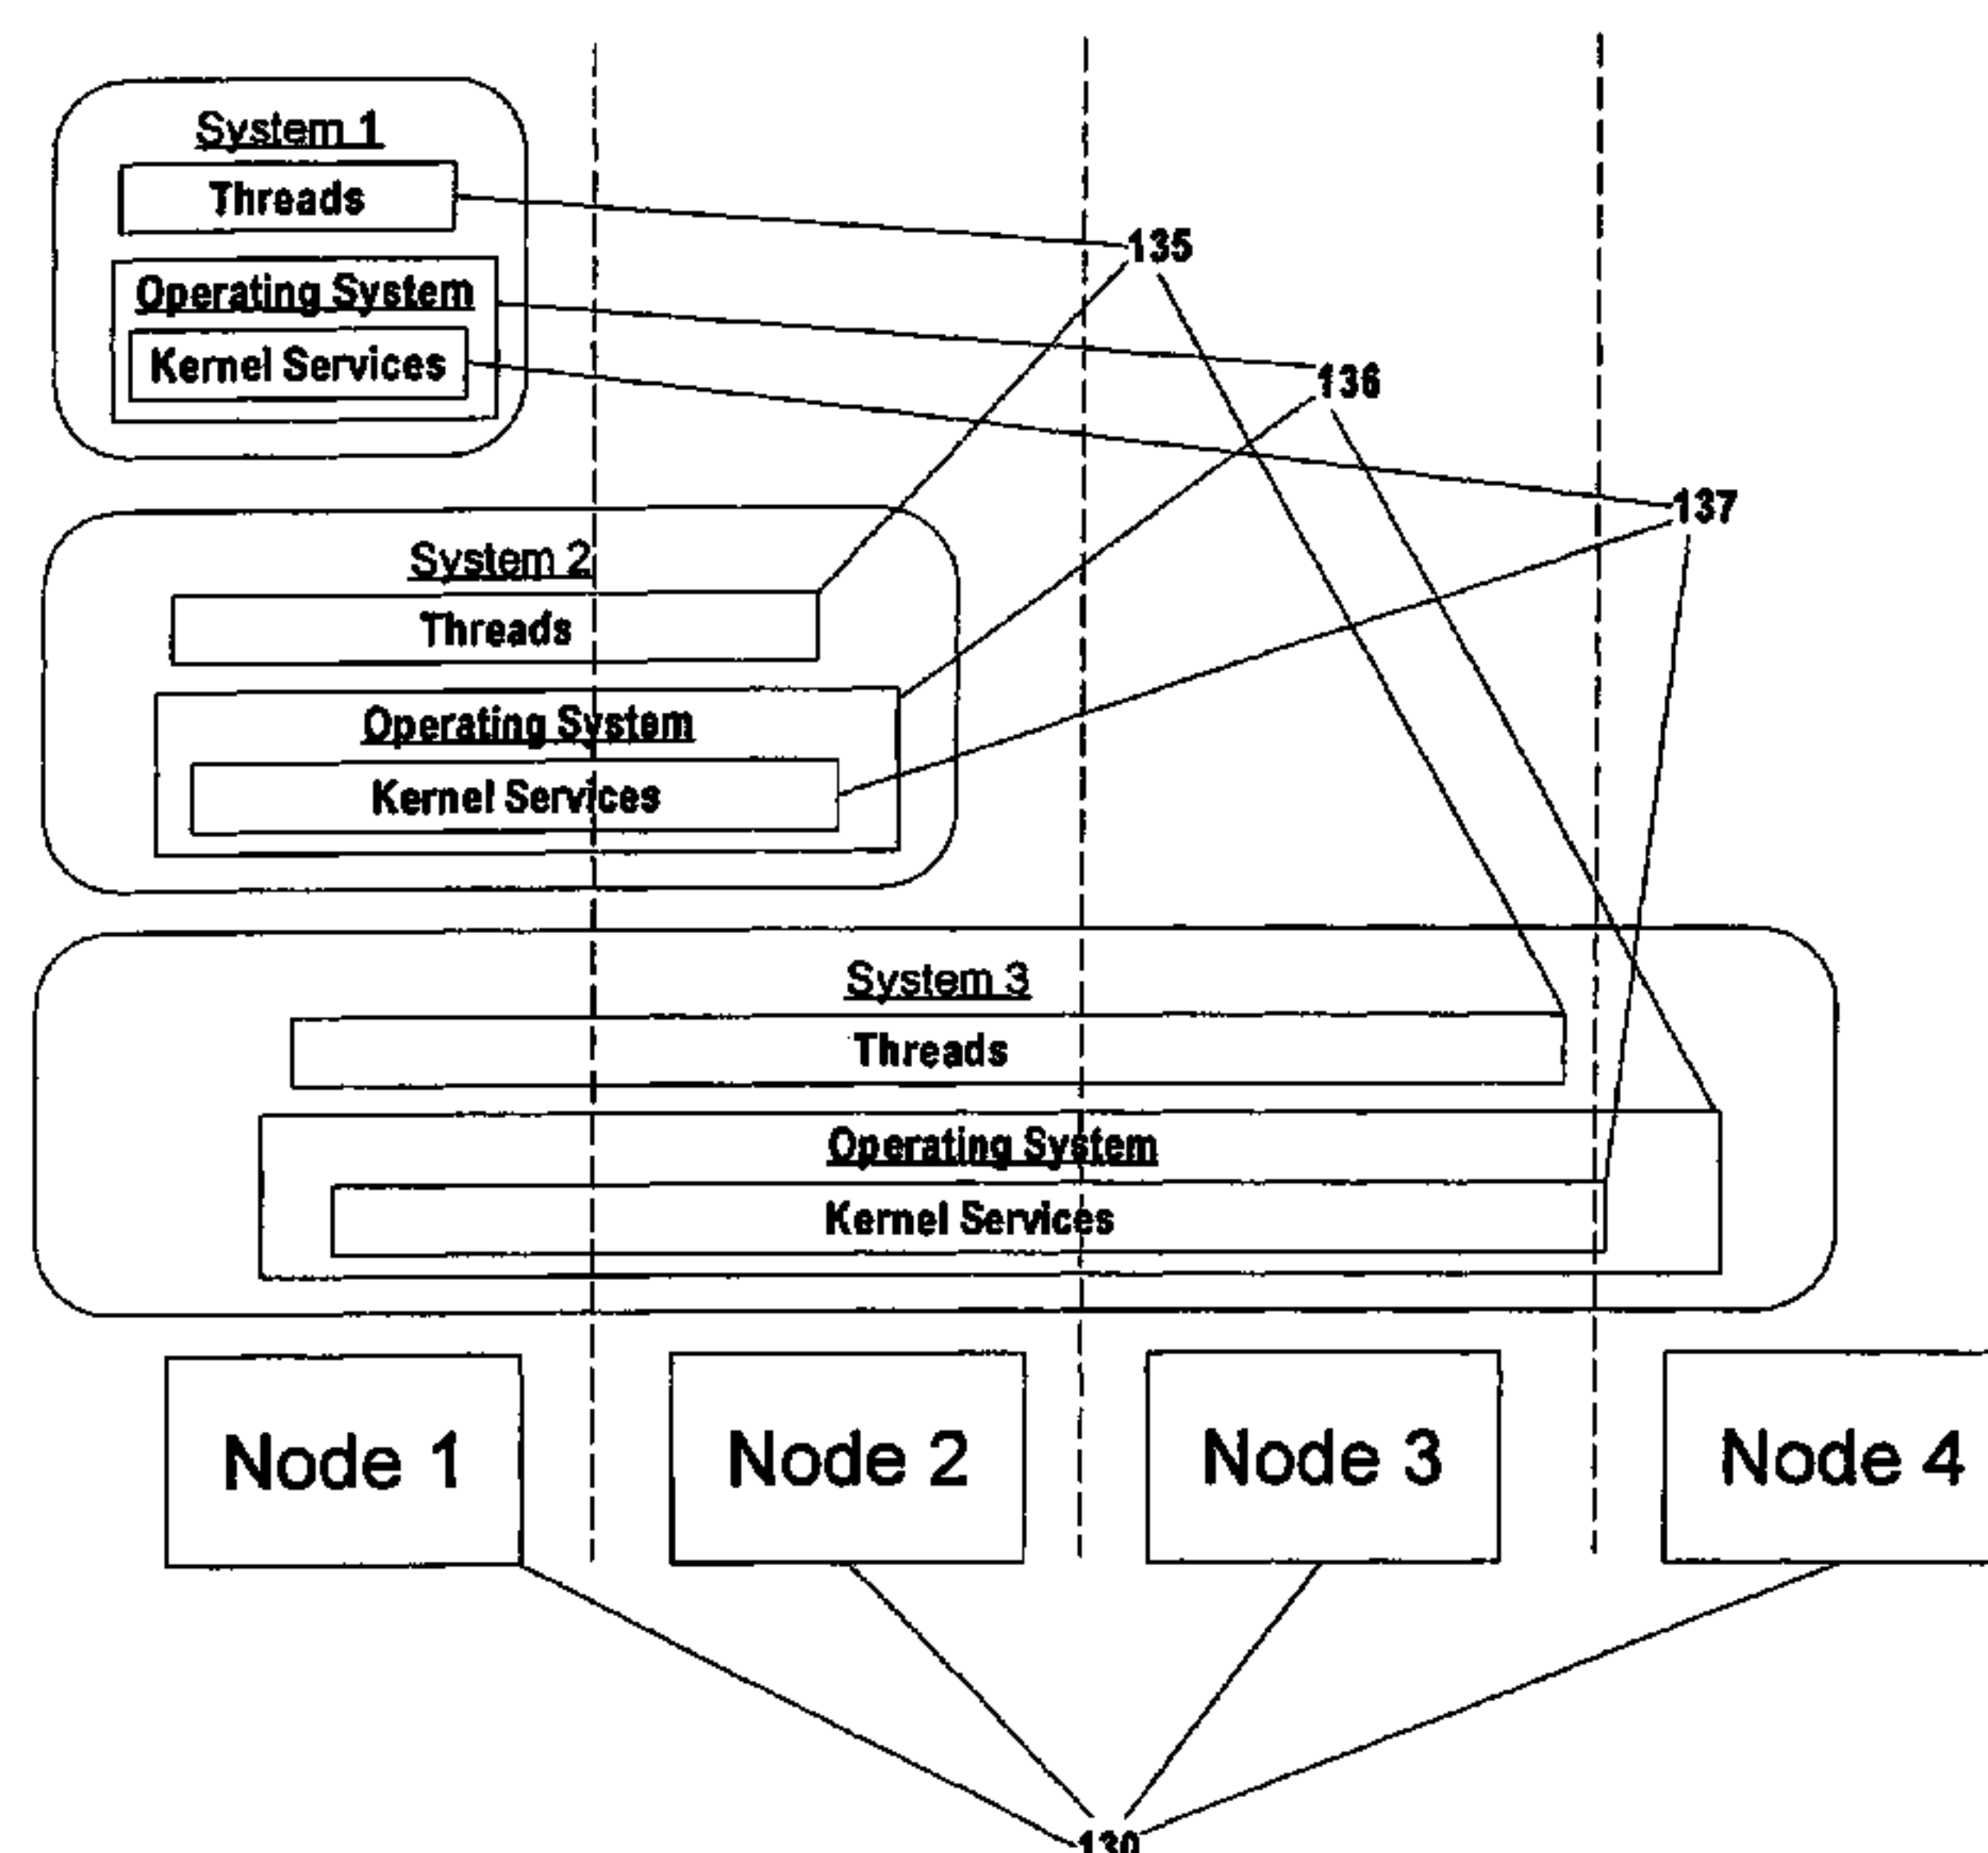 System 1
Threads
135
Operating System
136
Kernel Services
137
System 2
Threads
Operating System
Kernel Services
System 3
Threads
Operating System
Kernel Services
Node 1
Node 2
Node 3
Node 4
130